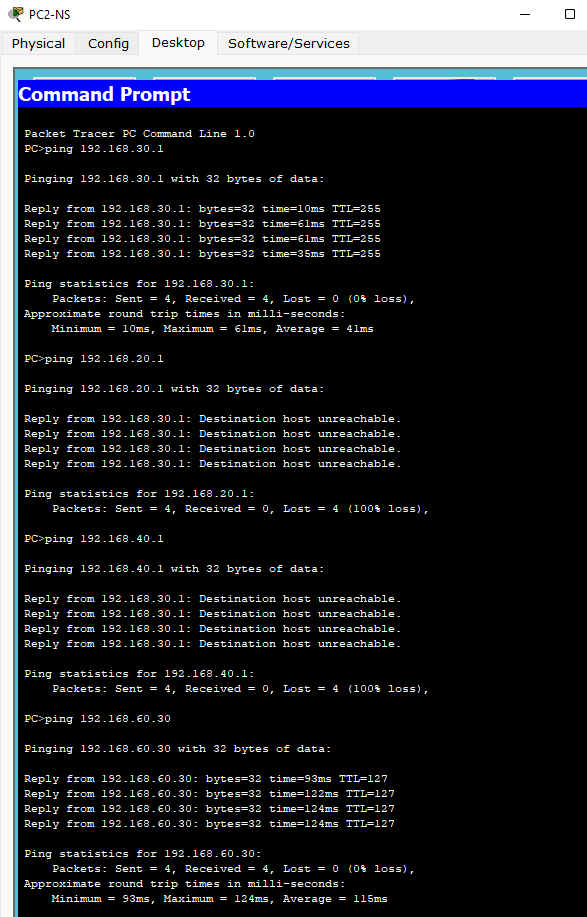 PC2-NS
Physical Config Desktop Software/Services
Command Prompt
Packet Tracer PC Command Line 1.0
PC>ping 192.168.30.1
Pinging 192.168.30.1 with 32 bytes of data:
Reply from 192.168.30.1: bytes=32 time=10ms TTL=255
Reply from 192.168.30.1: bytes=32 time=61ms TTL=255
Reply from 192.168.30.1: bytes=32 time=61ms TTL=255
Reply from 192.168.30.1: bytes=32 time=35ms TTL=255
Ping statistics for 192.168.30.1:
    Packets: Sent = 4, Received = 4, Lost = 0 (0% loss),
Approximate round trip times in milli-seconds:
    Minimum = 10ms, Maximum = 61ms, Average = 41ms
PC>ping 192.168.20.1
Pinging 192.168.20.1 with 32 bytes of data:
Reply from 192.168.30.1: Destination host unreachable.
Reply from 192.168.30.1: Destination host unreachable.
Reply from 192.168.30.1: Destination host unreachable.
Reply from 192.168.30.1: Destination host unreachable.
Ping statistics for 192.168.20.1:
    Packets: Sent = 4, Received = 0, Lost = 4 (100% loss),
PC>ping 192.168.40.1
Pinging 192.168.40.1 with 32 bytes of data:
Reply from 192.168.30.1: Destination host unreachable.
Reply from 192.168.30.1: Destination host unreachable.
Reply from 192.168.30.1: Destination host unreachable.
Reply from 192.168.30.1: Destination host unreachable.
Ping statistics for 192.168.40.1:
    Packets: Sent = 4, Received = 0, Lost = 4 (100% loss),
PC>ping 192.168.60.30
Pinging 192.168.60.30 with 32 bytes of data:
Reply from 192.168.60.30: bytes=32 time=93ms TTL=127
Reply from 192.168.60.30: bytes=32 time=122ms TTL=127
Reply from 192.168.60.30: bytes=32 time=124ms TTL=127
Reply from 192.168.60.30: bytes=32 time=124ms TTL=127
Ping statistics for 192.168.60.30:
    Packets: Sent = 4, Received = 4, Lost = 0 (0% loss),
Approximate round trip times in milli-seconds:
    Minimum = 93ms, Maximum = 124ms, Average = 115ms